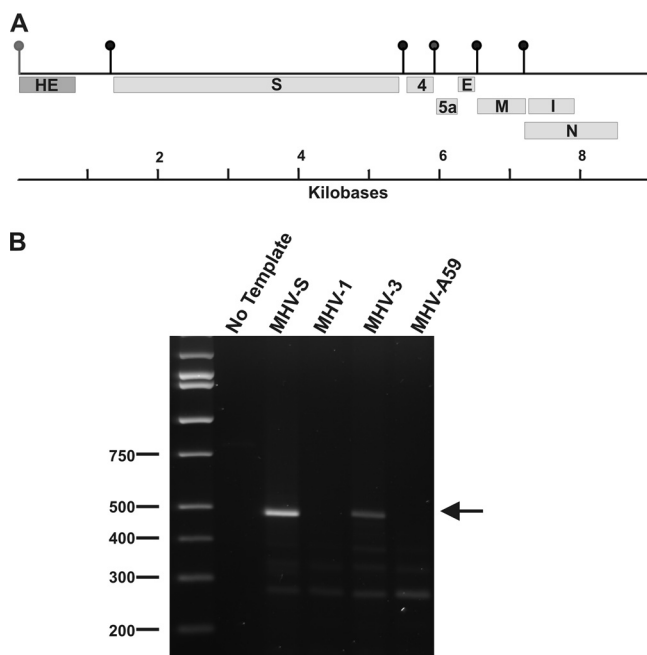 A
HE
S
4
E
5a
M
I
N
2
4
6
8
Kilobases
B
No Template
MHV-S
MHV-1
MHV-3
MHV-A59
750
500
400
300
200